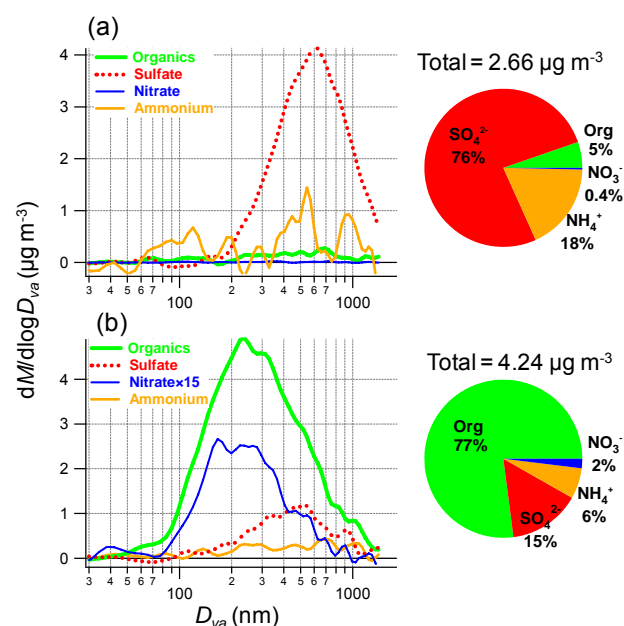 (a)
Total = 2.66 µg m⁻³
4
3
2
1
0
Organics
Sulfate
Nitrate
Ammonium
3 4 5 6 7 100 2 3 4 5 6 7 1000
SO₄²⁻
76%
Org
5%
NO₃⁻
0.4%
NH₄⁺
18%
dM/dlogDva (µg m⁻³)
(b)
Total = 4.24 µg m⁻³
4
3
2
1
0
Organics
Sulfate
Nitrate×15
Ammonium
3 4 5 6 7 100 2 3 4 5 6 7 1000
Dva (nm)
Org
77%
NO₃⁻
2%
NH₄⁺
6%
SO₄²⁻
15%